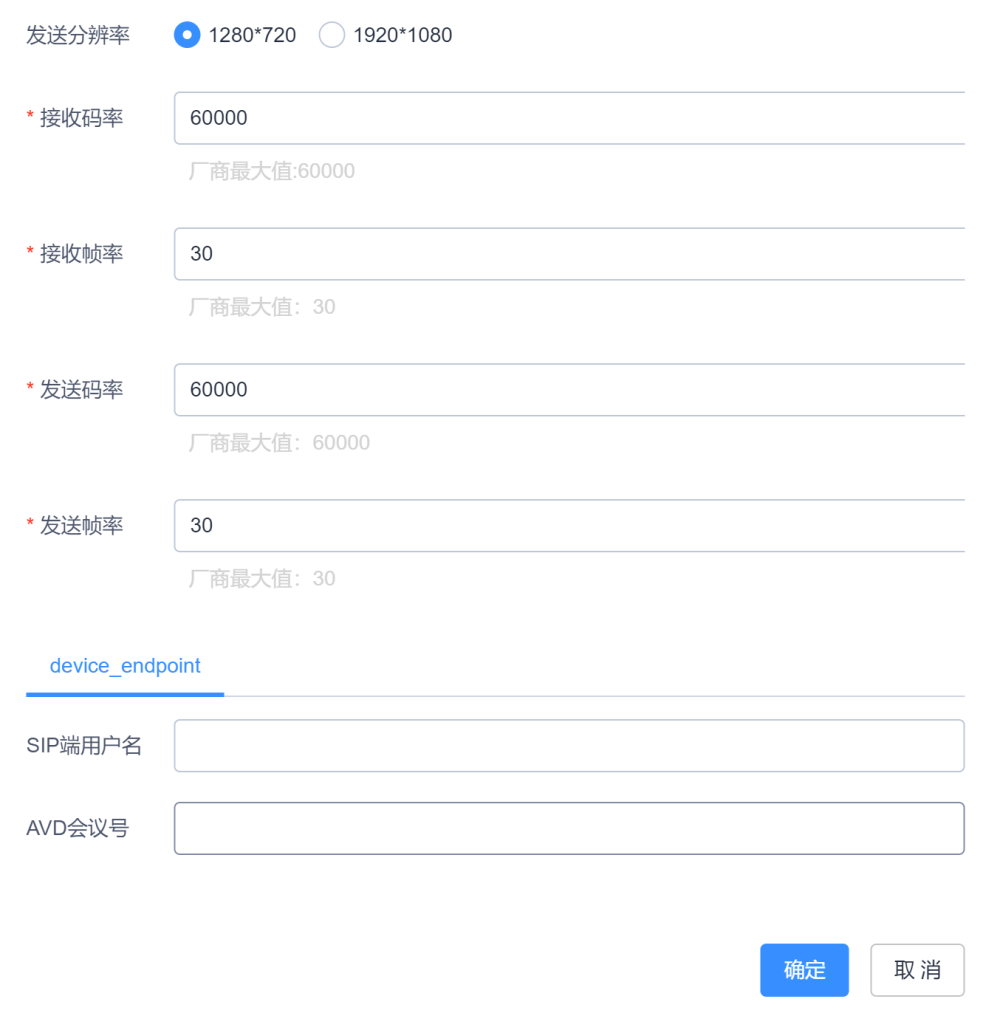 发送分辨率 1280*720 1920*1080
* 接收码率 60000
厂商最大值:60000
* 接收帧率 30
厂商最大值：30
* 发送码率 60000
厂商最大值：60000
* 发送帧率 30
厂商最大值：30
device_endpoint
SIP端用户名
AVD会议号
确定 取 消